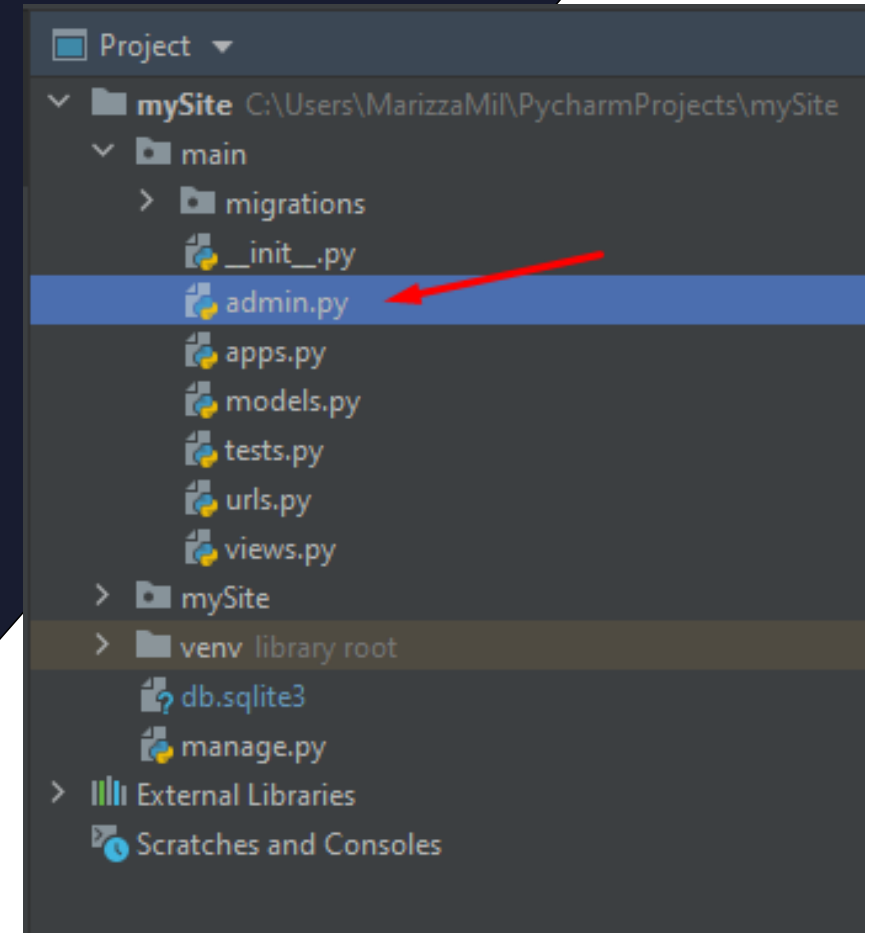 Project
mySite C:\Users\MarizzaMil\PycharmProjects\mySite
main
migrations
__init__.py
admin.py
apps.py
models.py
tests.py
urls.py
views.py
mySite
venv library root
db.sqlite3
manage.py
External Libraries
Scratches and Consoles